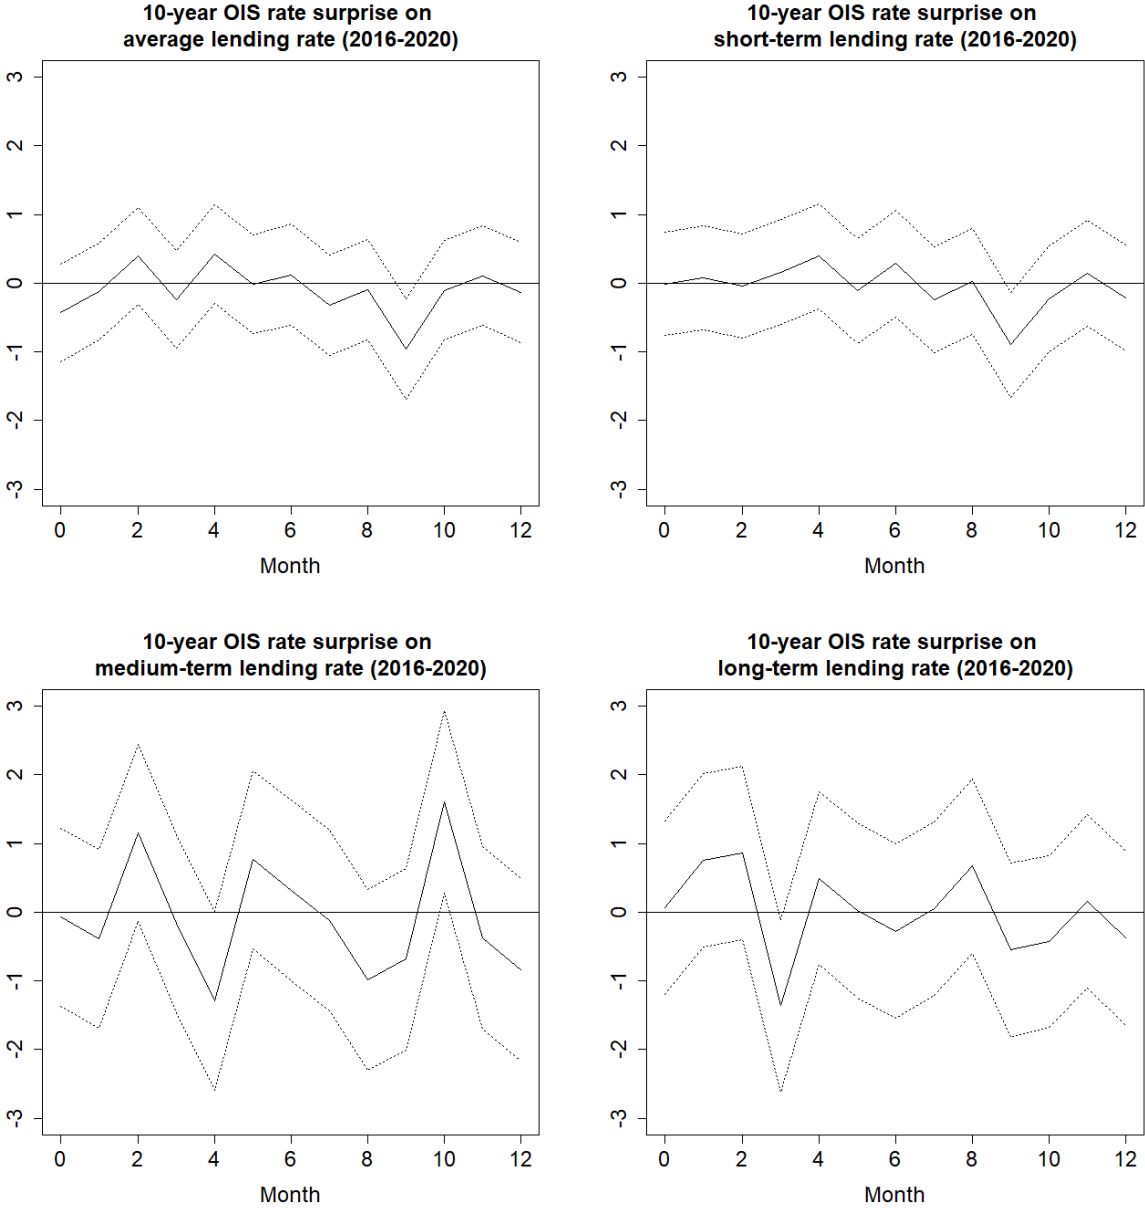 10-year OIS rate surprise on
average lending rate (2016-2020)
3
2
1
0
-1
-2
-3
0 2 4 6 8 10 12
Month
10-year OIS rate surprise on
short-term lending rate (2016-2020)
3
2
1
0
-1
-2
-3
0 2 4 6 8 10 12
Month
10-year OIS rate surprise on
medium-term lending rate (2016-2020)
3
2
1
0
-1
-2
-3
0 2 4 6 8 10 12
Month
10-year OIS rate surprise on
long-term lending rate (2016-2020)
3
2
1
0
-1
-2
-3
0 2 4 6 8 10 12
Month